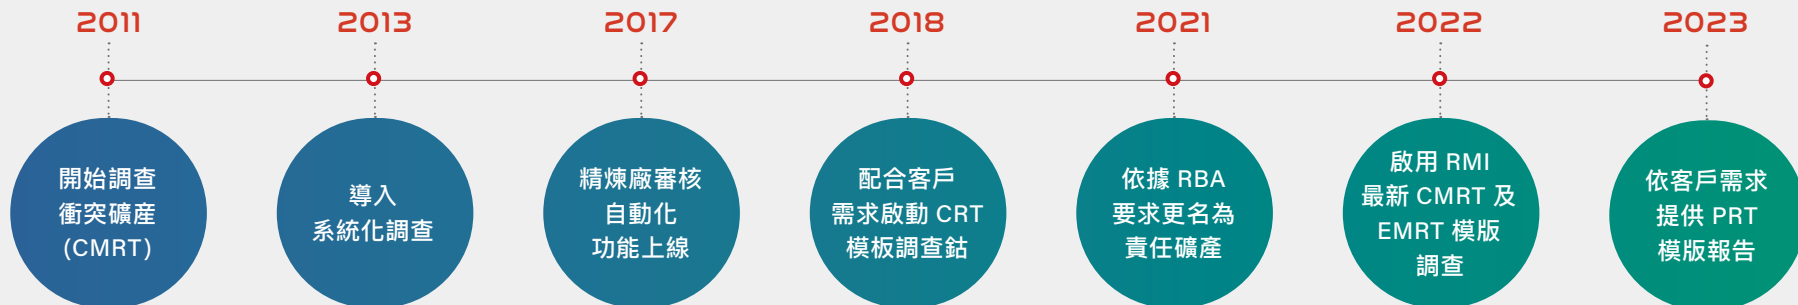 2011
2013
2017
2018
2021
2022
2023
開始調查
衝突礦産
(CMRT)
導入
系統化調查
精煉廠審核
自動化
功能上線
配合客戶
需求啟動 CRT
模板調查鈷
依據 RBA
要求更名為
責任礦產
啟用 RMI
最新 CMRT 及
EMRT 模版
調查
依客戶需求
提供 PRT
模版報告